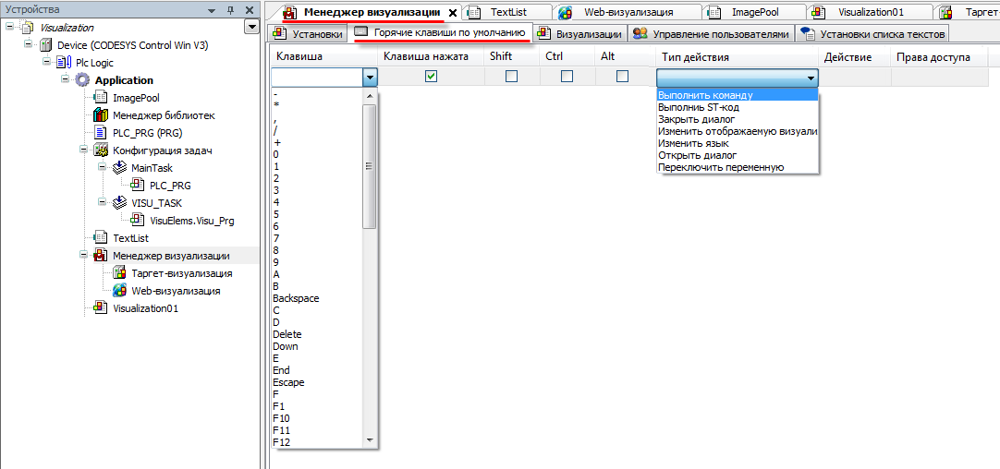 Устройства
Visualization
Device (CODESYS Control Win V3)
Plc Logic
Application
ImagePool
Менеджер библиотек
PLC_PRG (PRG)
Конфигурация задач
MainTask
PLC_PRG
VISU_TASK
VisuElems.Visu_Prg
TextList
Менеджер визуализации
Таргет-визуализация
Web-визуализация
Visualization01
Менеджер визуализации TextList Web-визуализация ImagePool Visualization01 Таргет
Установки Горячие клавиши по умолчанию Визуализации Управление пользователями Установки списка текстов
Клавиша Клавиша нажата Shift Ctrl Alt Тип действия Действие Права доступа
-
*
,
/
+
0
1
2
3
4
5
6
7
8
9
A
B
Backspace
C
D
Delete
Down
E
End
Escape
F
F1
F10
F11
F12
Выполнить команду
Выполниь ST-код
Закрыть диалог
Изменить отображаемую визуали
Изменить язык
Открыть диалог
Переключить переменную